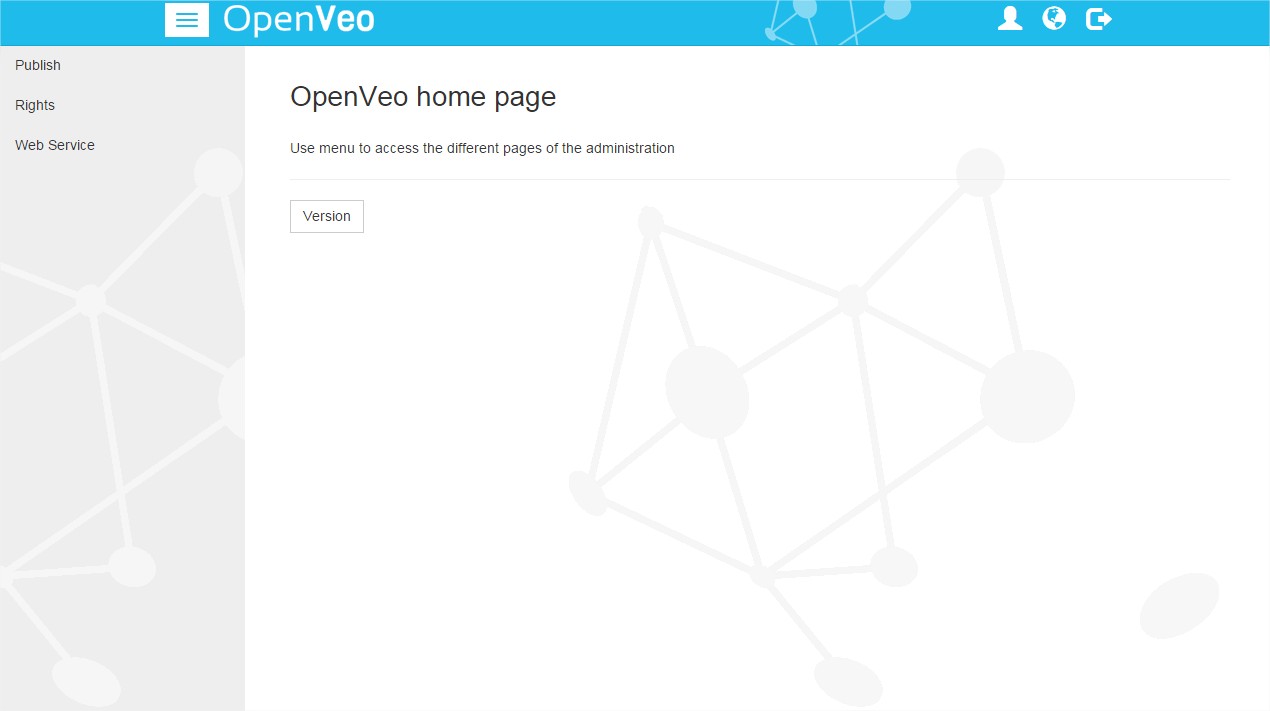 OpenVeo
Publish
Rights
Web Service
OpenVeo home page
Use menu to access the different pages of the administration
Version